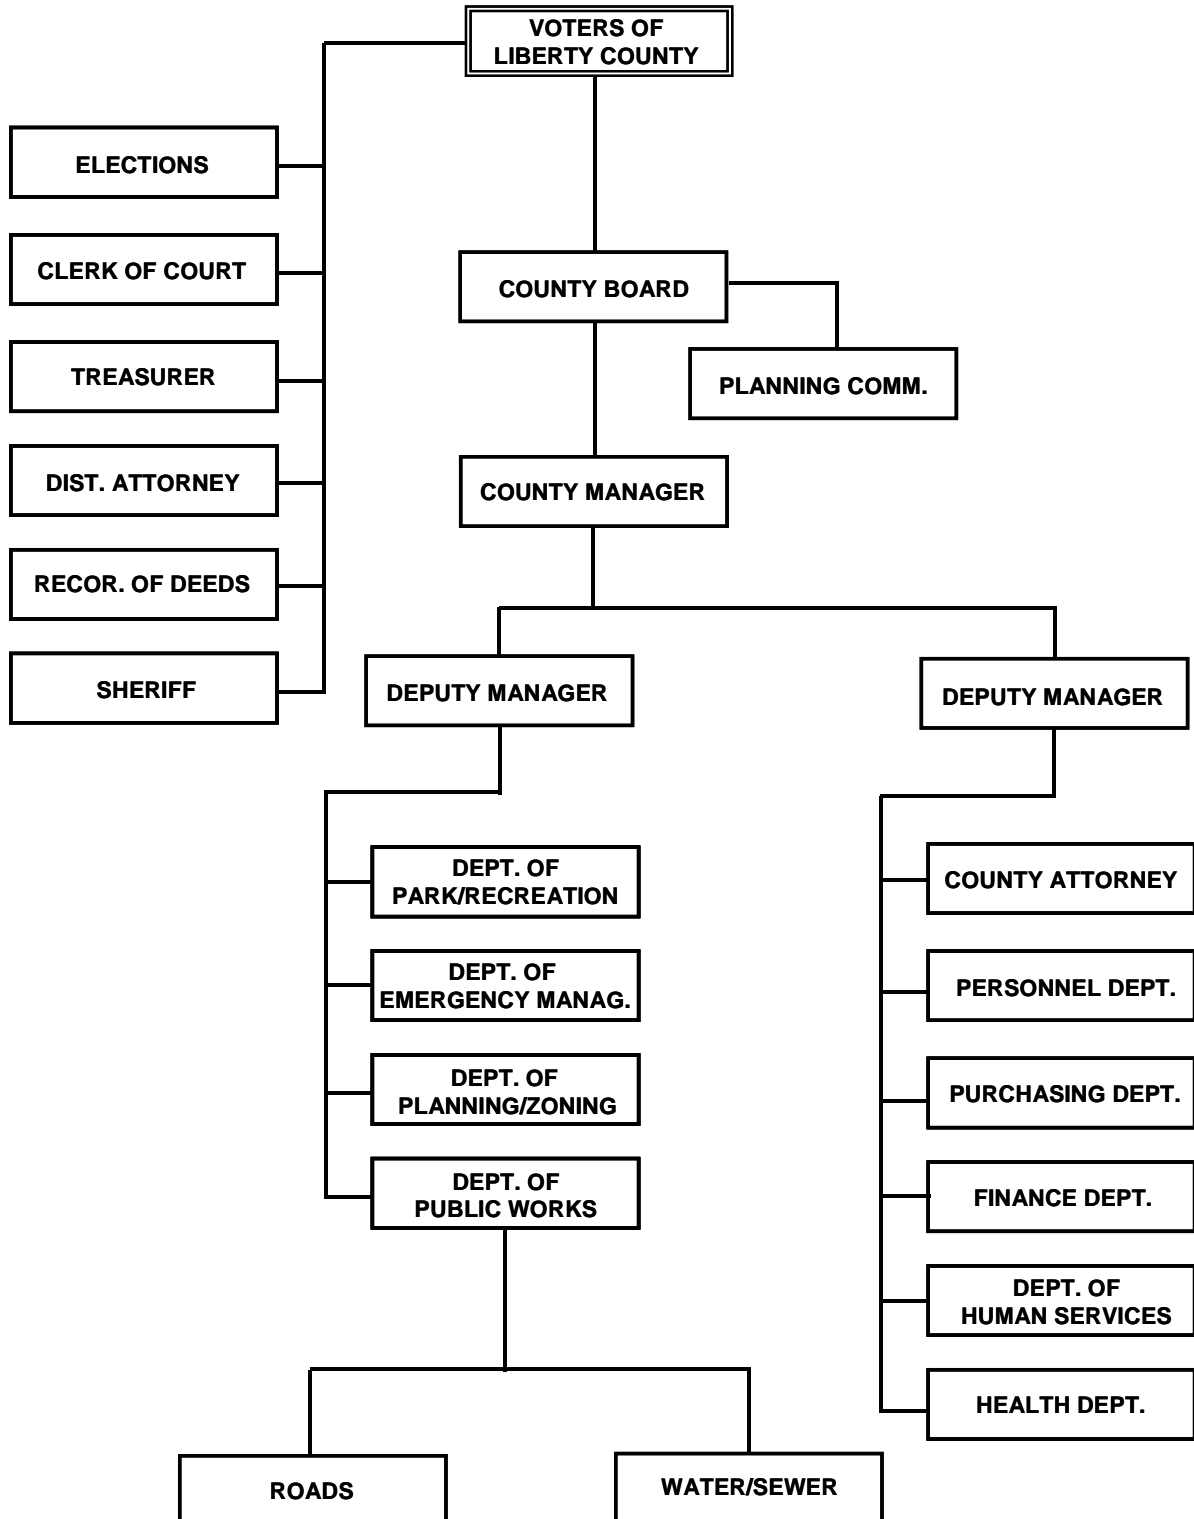 VOTERS OF
LIBERTY COUNTY
ELECTIONS
CLERK OF COURT
COUNTY BOARD
TREASURER
PLANNING COMM.
DIST. ATTORNEY
COUNTY MANAGER
RECOR. OF DEEDS
SHERIFF
DEPUTY MANAGER
DEPUTY MANAGER
DEPT. OF
PARK/RECREATION
DEPT. OF
EMERGENCY MANAG.
DEPT. OF
PLANNING/ZONING
DEPT. OF
PUBLIC WORKS
COUNTY ATTORNEY
PERSONNEL DEPT.
PURCHASING DEPT.
FINANCE DEPT.
DEPT. OF
HUMAN SERVICES
HEALTH DEPT.
ROADS
WATER/SEWER